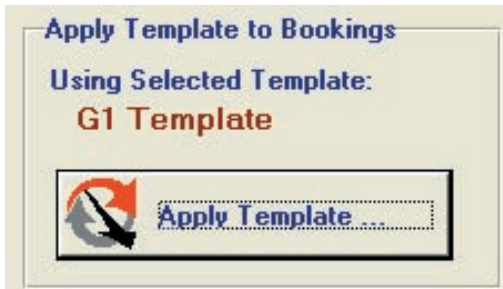 Apply Template to Bookings
Using Selected Template:
G1 Template
Apply Template ...